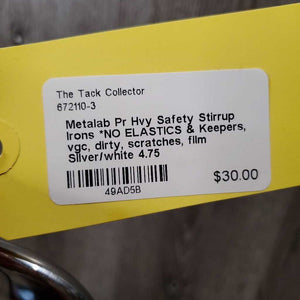 The Tack Collector
672110-3
Metalab Pr Hvy Safety Stirrup
Irons *NO ELASTICS & Keepers,
vgc, dirty, scratches, film
Silver/white 4.75
49AD5B
$30.00